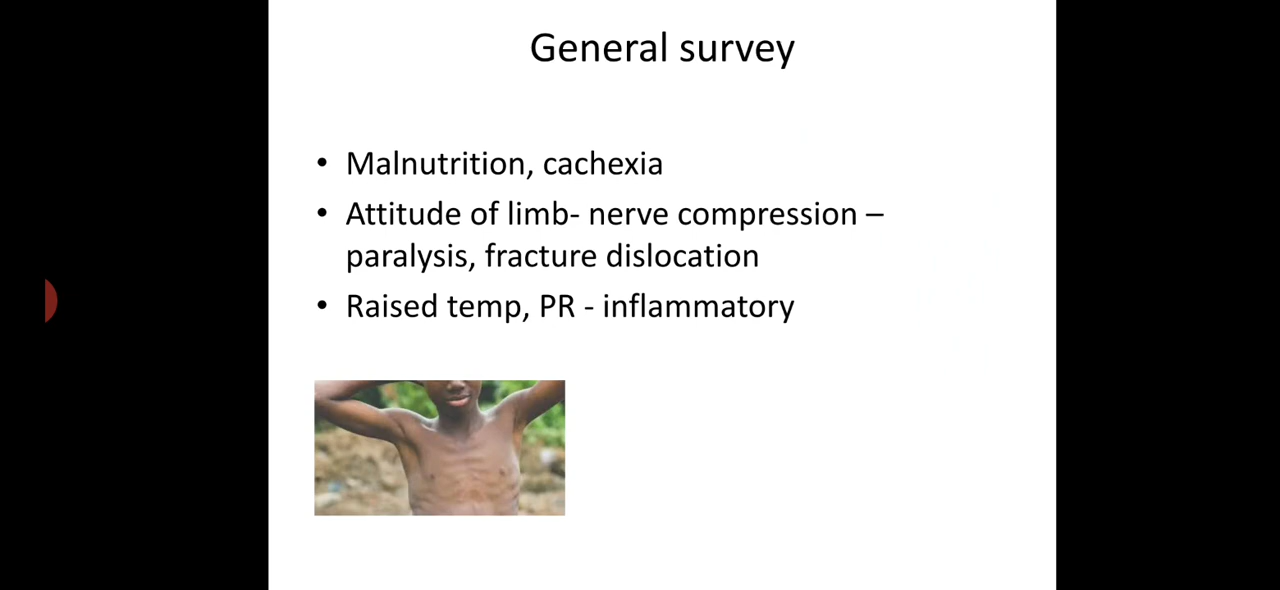 General survey
• Malnutrition, cachexia
• Attitude of limb- nerve compression –
paralysis, fracture dislocation
• Raised temp, PR - inflammatory